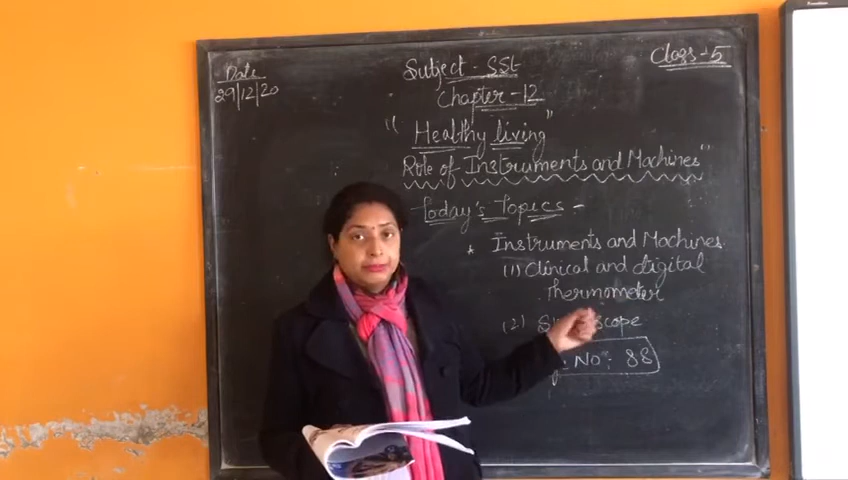 Date
29/12/20
Subject - SSt
Class - 5
Chapter - 12
"Healthy living
Role of Instruments and Machines"
Today's Topics -
* Instruments and Machines
(1) Clinical and digital
Thermometer
(2)
No: 88